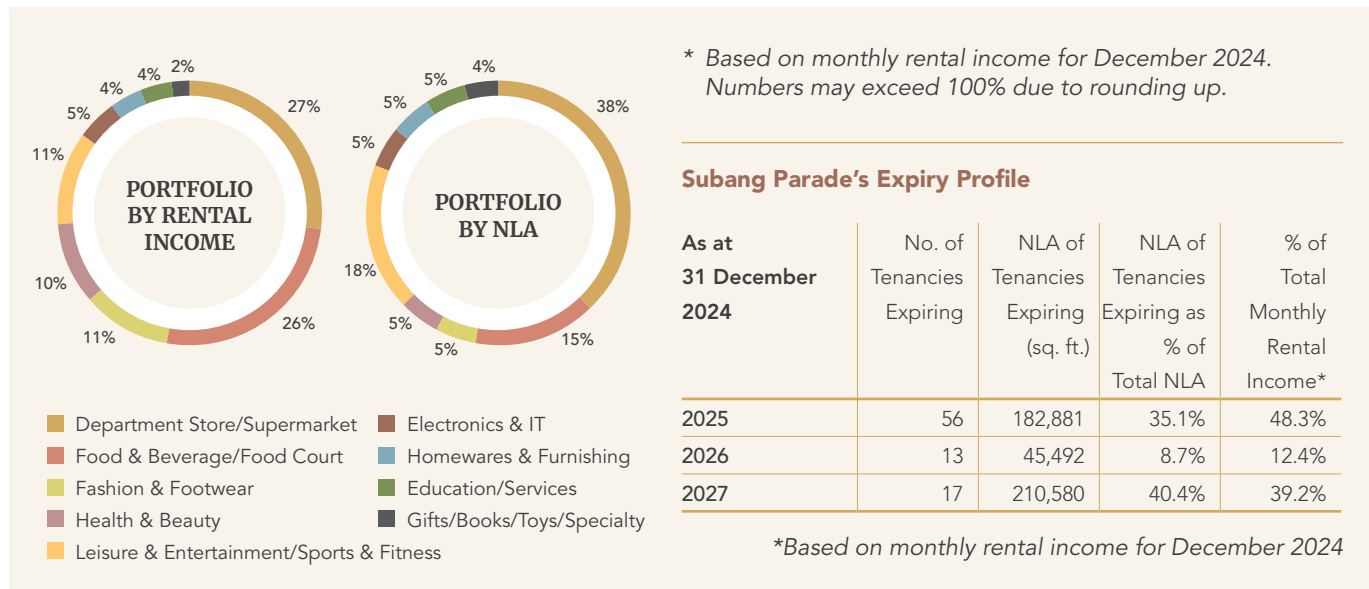 2%
27%
26%
11%
10%
11%
5%
4%
4%
PORTFOLIO
BY RENTAL
INCOME
4%
38%
15%
5%
5%
18%
5%
5%
5%
PORTFOLIO
BY NLA
Department Store/Supermarket
Food & Beverage/Food Court
Fashion & Footwear
Health & Beauty
Leisure & Entertainment/Sports & Fitness
Electronics & IT
Homewares & Furnishing
Education/Services
Gifts/Books/Toys/Specialty
* Based on monthly rental income for December 2024.
Numbers may exceed 100% due to rounding up.
Subang Parade’s Expiry Profile
As at
31 December
2024
No. of
Tenancies
Expiring
NLA of
Tenancies
Expiring
(sq. ft.)
NLA of
Tenancies
Expiring as
% of
Total NLA
% of
Total
Monthly
Rental
Income*
2025 56 182,881 35.1% 48.3%
2026 13 45,492 8.7% 12.4%
2027 17 210,580 40.4% 39.2%
*Based on monthly rental income for December 2024